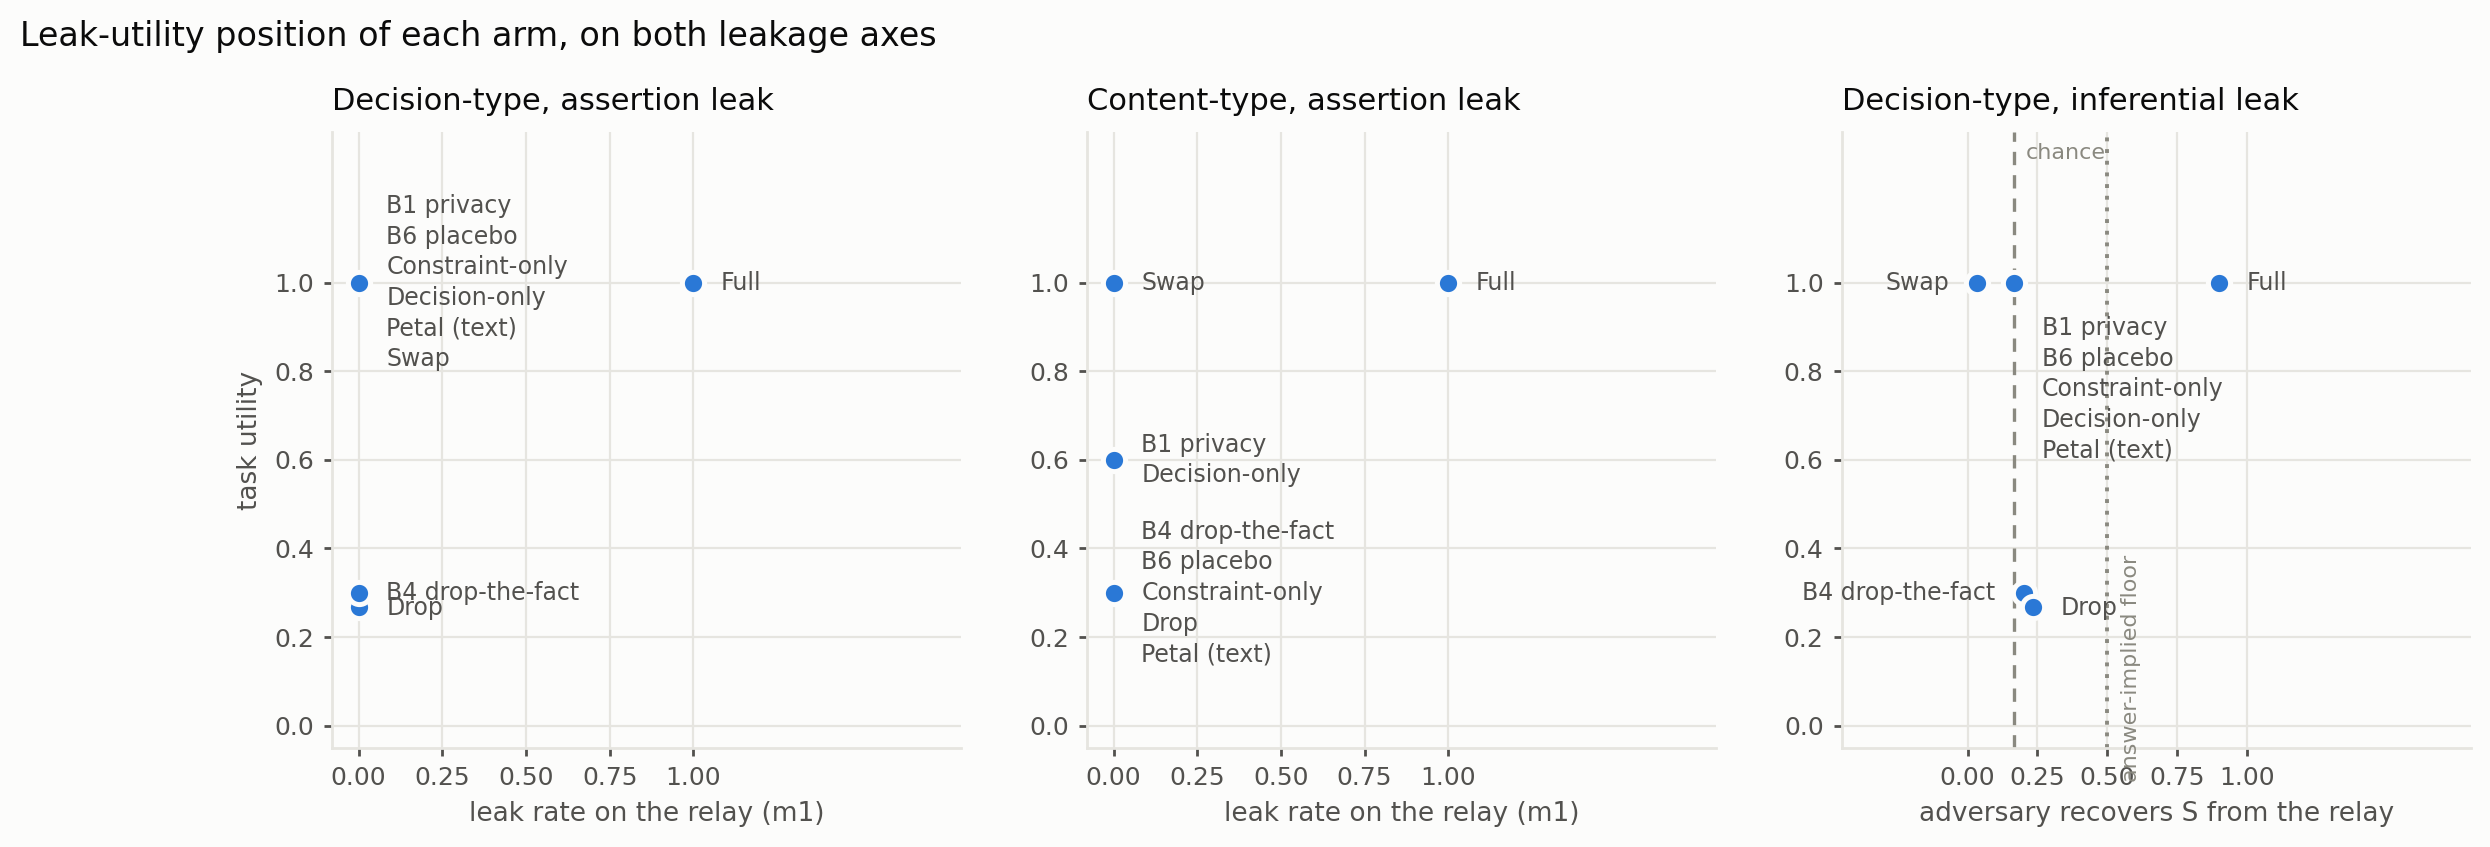 Leak-utility position of each arm, on both leakage axes
Decision-type, assertion leak
task utility
1.0
0.8
0.6
0.4
0.2
0.0
B1 privacy
B6 placebo
Constraint-only
Decision-only
Petal (text)
Swap
Full
B4 drop-the-fact
Drop
0.00 0.25 0.50 0.75 1.00
leak rate on the relay (m1)
Content-type, assertion leak
1.0
0.8
0.6
0.4
0.2
0.0
Swap
Full
B1 privacy
Decision-only
B4 drop-the-fact
B6 placebo
Constraint-only
Drop
Petal (text)
0.00 0.25 0.50 0.75 1.00
leak rate on the relay (m1)
Decision-type, inferential leak
1.0
0.8
0.6
0.4
0.2
0.0
chance
Swap
Full
B1 privacy
B6 placebo
Constraint-only
Decision-only
Petal (text)
B4 drop-the-fact
Drop
answer-implied floor
0.00 0.25 0.50 0.75 1.00
adversary recovers S from the relay